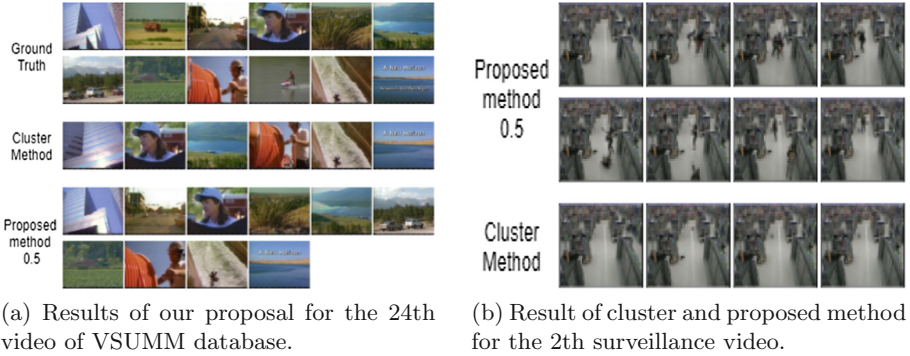 Ground
Truth
Cluster
Method
Proposed
method
0.5
(a) Results of our proposal for the 24th
video of VSUMM database.
Proposed
method
0.5
Cluster
Method
(b) Result of cluster and proposed method
for the 2th surveillance video.